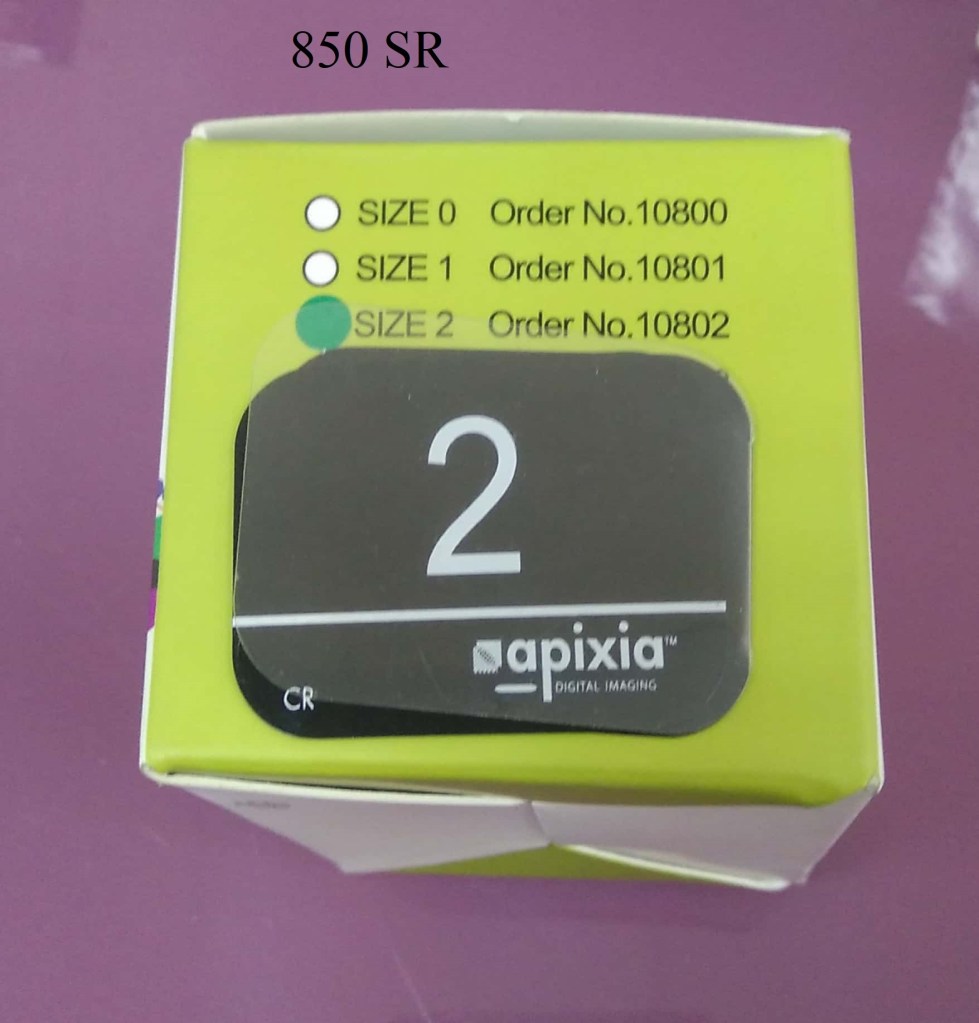 850 SR
SIZE 0 Order No.10800
SIZE 1 Order No.10801
SIZE 2 Order No.10802
2
apixia™
DIGITAL IMAGING
CR